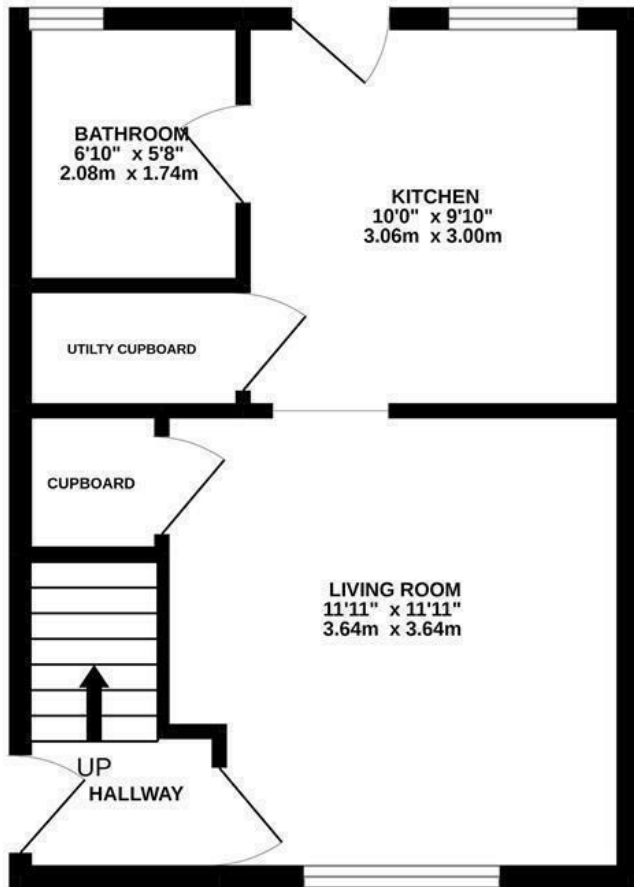 BATHROOM
6'10" x 5'8"
2.08m x 1.74m
KITCHEN
10'0" x 9'10"
3.06m x 3.00m
UTILTY CUPBOARD
CUPBOARD
LIVING ROOM
11'11" x 11'11"
3.64m x 3.64m
UP
HALLWAY